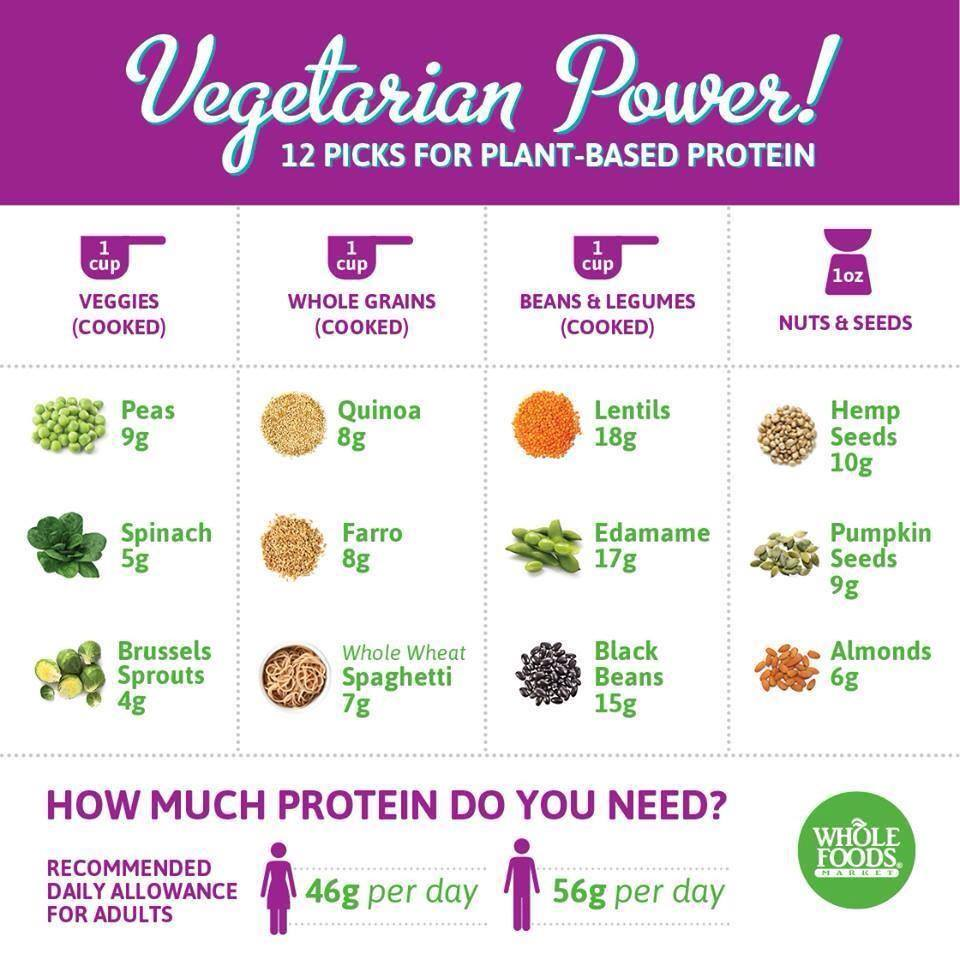 Vegetarian Power!
12 PICKS FOR PLANT-BASED PROTEIN
1
cup
VEGGIES
(COOKED)
1
cup
WHOLE GRAINS
(COOKED)
1
cup
BEANS & LEGUMES
(COOKED)
1oz
NUTS & SEEDS
Peas
9g
Quinoa
8g
Lentils
18g
Hemp
Seeds
10g
Spinach
5g
Farro
8g
Edamame
17g
Pumpkin
Seeds
9g
Brussels
Sprouts
4g
Whole Wheat
Spaghetti
7g
Black
Beans
15g
Almonds
6g
HOW MUCH PROTEIN DO YOU NEED?
RECOMMENDED
DAILY ALLOWANCE
FOR ADULTS
46g per day
56g per day
WHOLE
FOODS®
MARKET